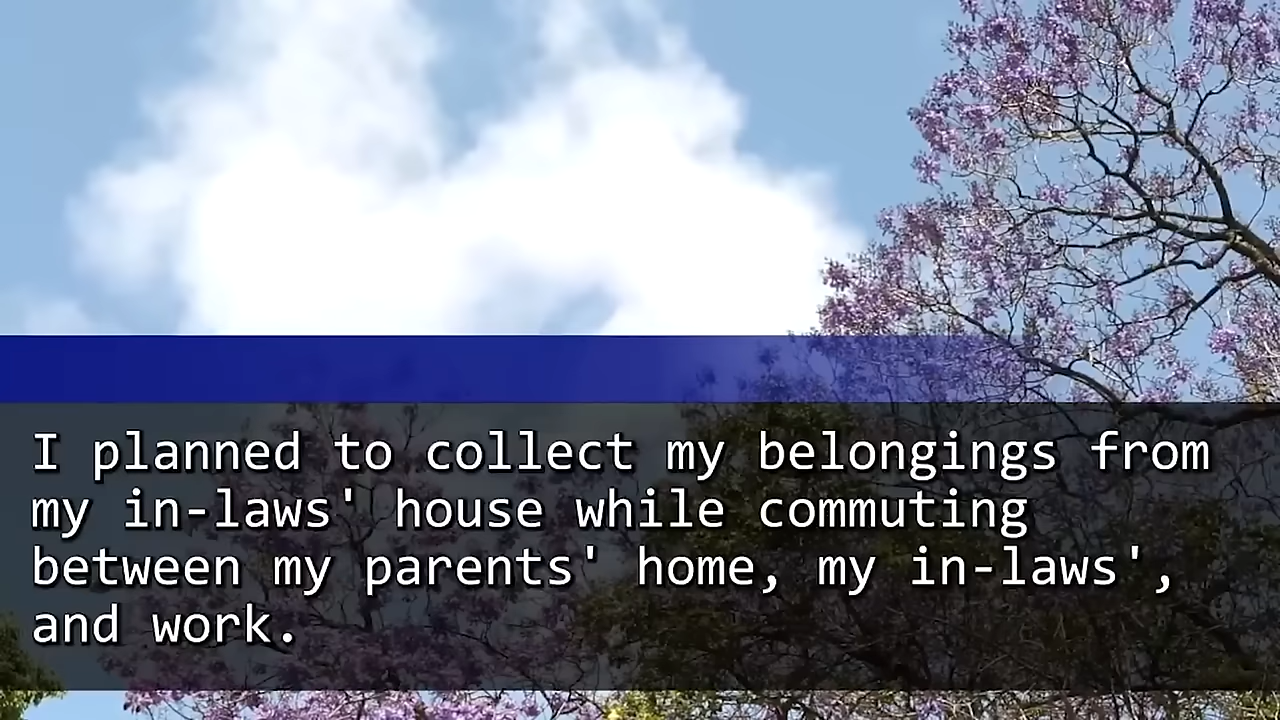 I planned to collect my belongings from
my in-laws' house while commuting
between my parents' home, my in-laws',
and work.